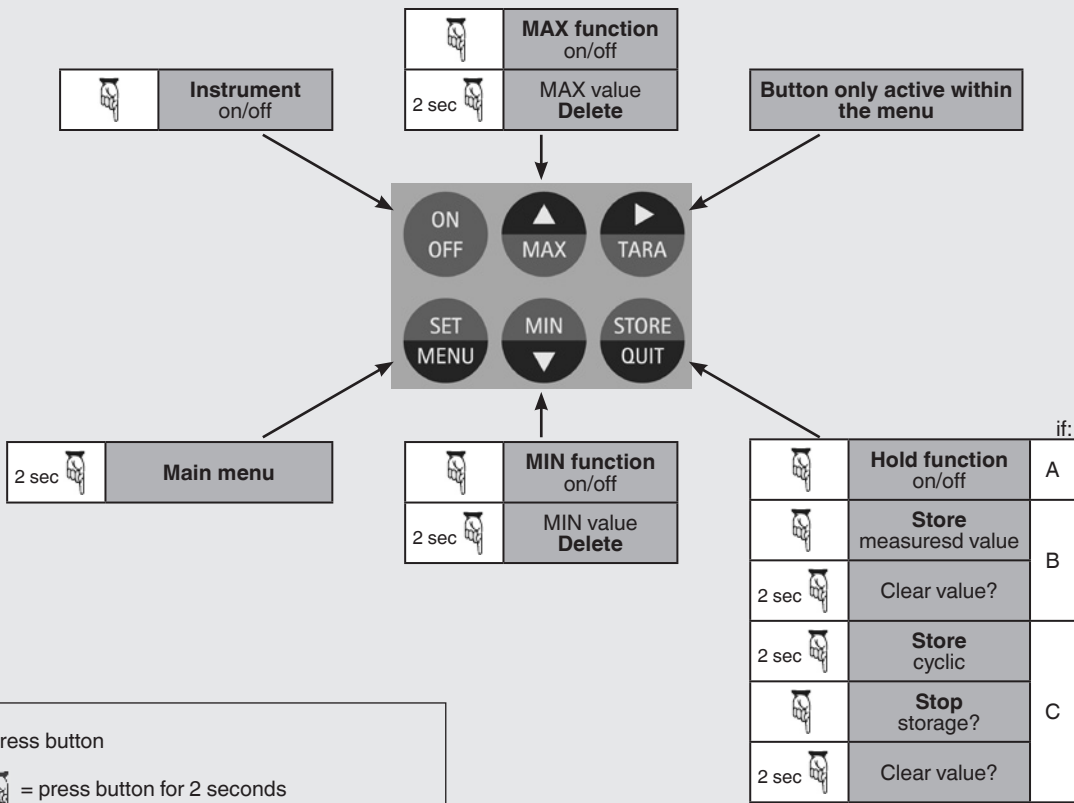 MAX function
on/off
2 sec
MAX value
Delete
Instrument
on/off
Button only active within
the menu
ON
OFF
MAX
TARA
SET
MENU
MIN
STORE
QUIT
2 sec
Main menu
MIN function
on/off
2 sec
MIN value
Delete
if:
Hold function
on/off
A
Store
measuresd value
B
2 sec
Clear value?
2 sec
Store
cyclic
Stop
storage?
C
2 sec
Clear value?
ress button
= press button for 2 seconds